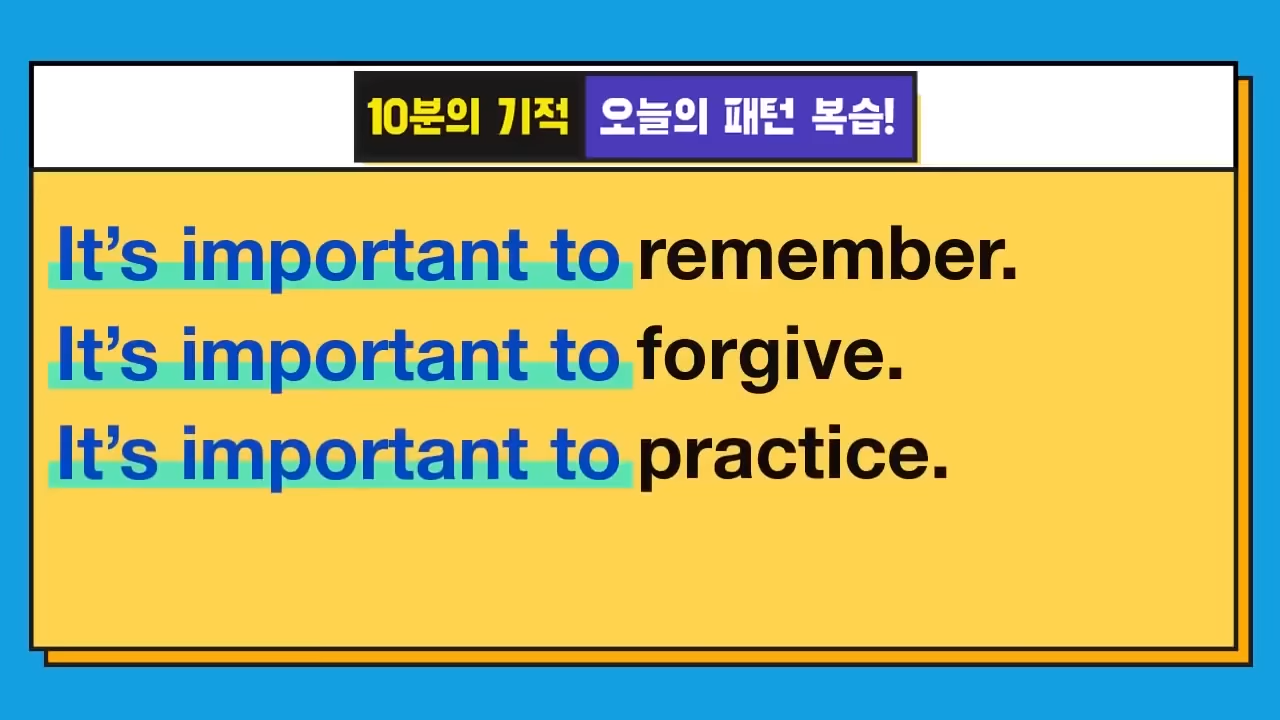 10분의 기적 오늘의 패턴 복습!
It's important to remember.
It's important to forgive.
It's important to practice.